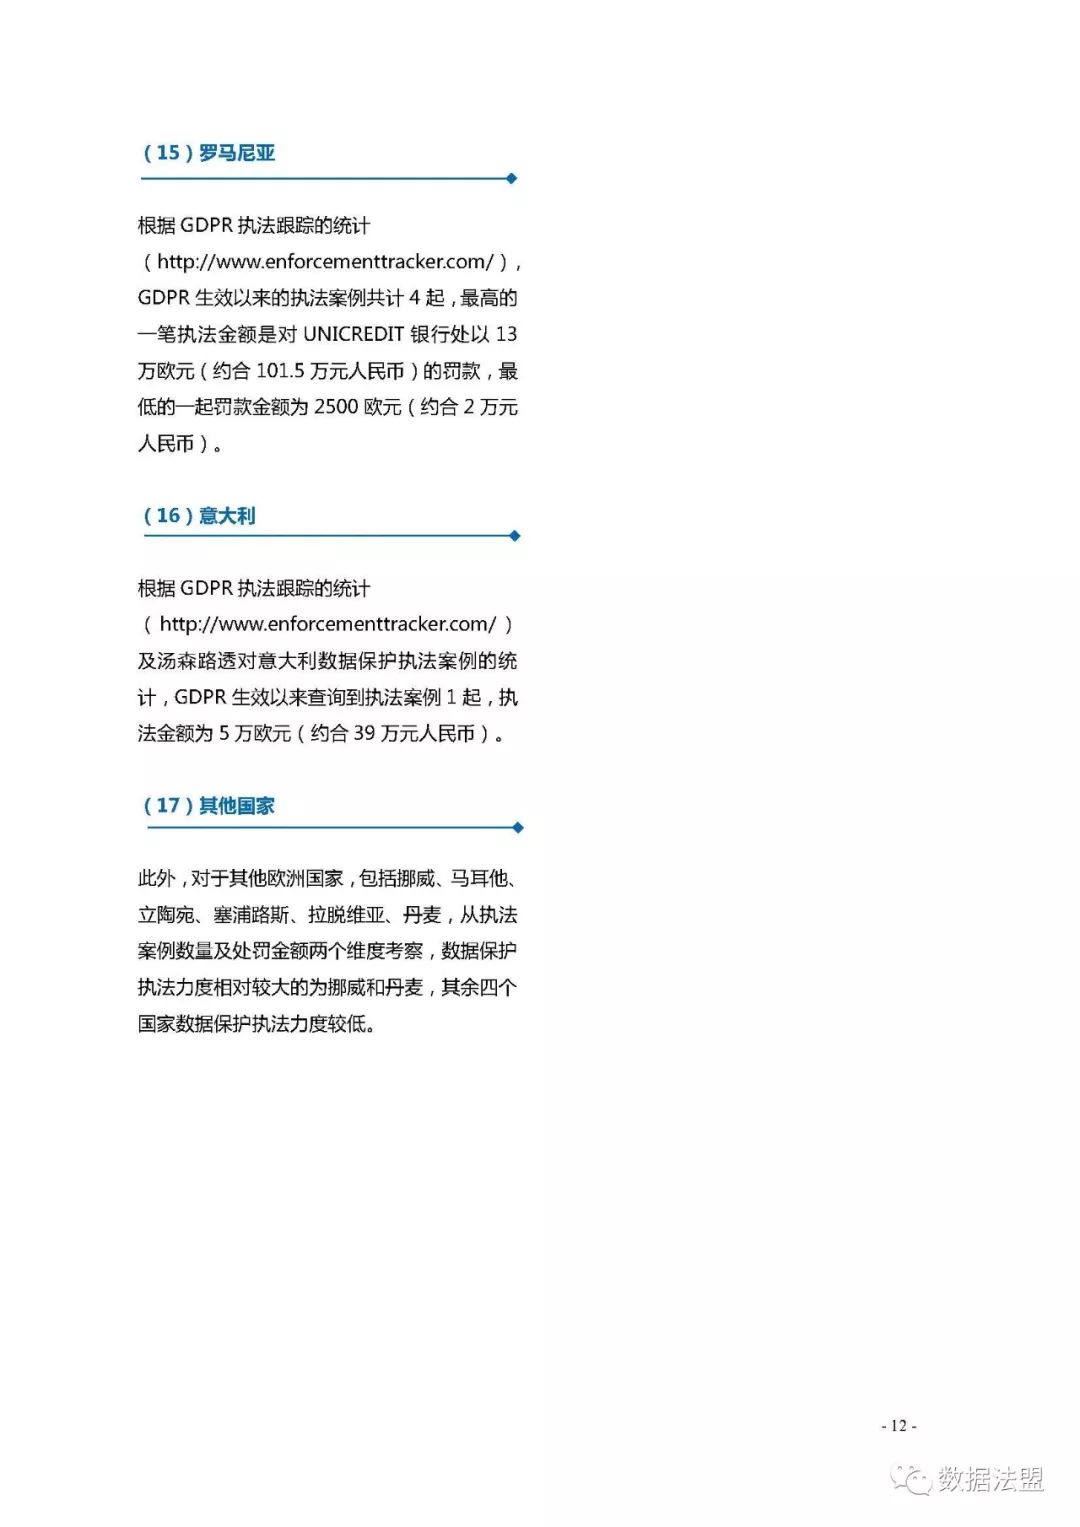 （15）罗马尼亚
根据 GDPR 执法跟踪的统计
（http://www.enforcementtracker.com/），
GDPR 生效以来的执法案例共计 4 起，最高的
一笔执法金额是对 UNICREDIT 银行处以 13
万欧元（约合 101.5 万元人民币）的罚款，最
低的一起罚款金额为 2500 欧元（约合 2 万元
人民币）。
（16）意大利
根据 GDPR 执法跟踪的统计
（ http://www.enforcementtracker.com/ ）
及汤森路透对意大利数据保护执法案例的统
计，GDPR 生效以来查询到执法案例 1 起，执
法金额为 5 万欧元（约合 39 万元人民币）。
（17）其他国家
此外，对于其他欧洲国家，包括挪威、马耳他、
立陶宛、塞浦路斯、拉脱维亚、丹麦，从执法
案例数量及处罚金额两个维度考察，数据保护
执法力度相对较大的为挪威和丹麦，其余四个
国家数据保护执法力度较低。
- 12 -
数据法盟